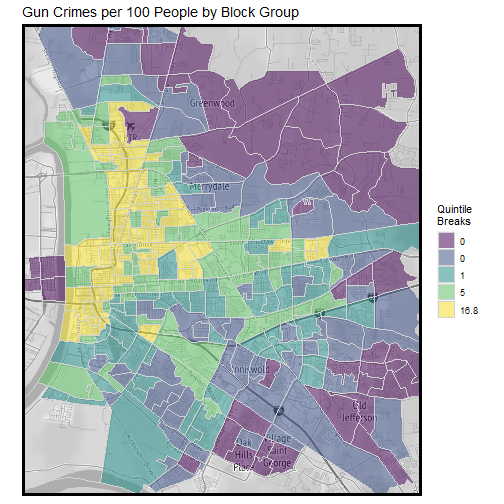 Gun Crimes per 100 People by Block Group
Greenwood
BTR
Merrydale
Inniswold
Old
Jefferson
Oak
Hills
Place
Village
Saint
George
Quintile
Breaks
0
0
1
5
16.8